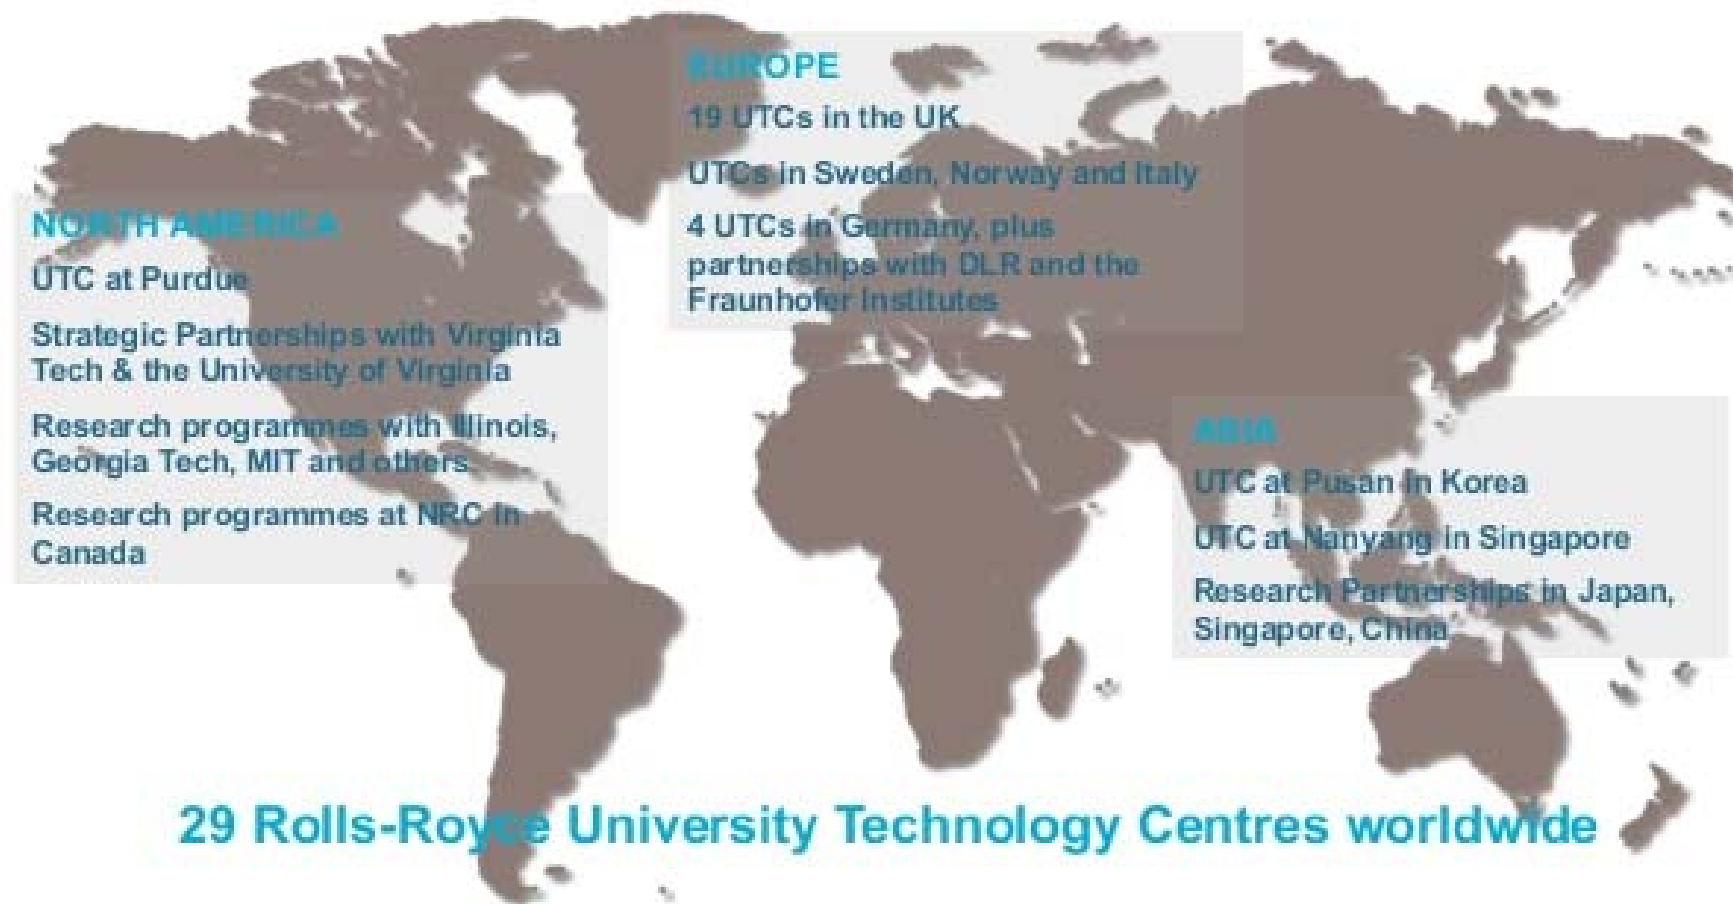 EUROPE
19 UTCs in the UK
UTCs in Sweden, Norway and Italy
4 UTCs in Germany, plus
partnerships with DLR and the
Fraunhofer Institutes
NORTH AMERICA
UTC at Purdue
Strategic Partnerships with Virginia
Tech & the University of Virginia
Research programmes with Illinois,
Georgia Tech, MIT and others
Research programmes at NRC in
Canada
ASIA
UTC at Pusan in Korea
UTC at Nanyang in Singapore
Research Partnerships in Japan,
Singapore, China
29 Rolls-Royce University Technology Centres worldwide